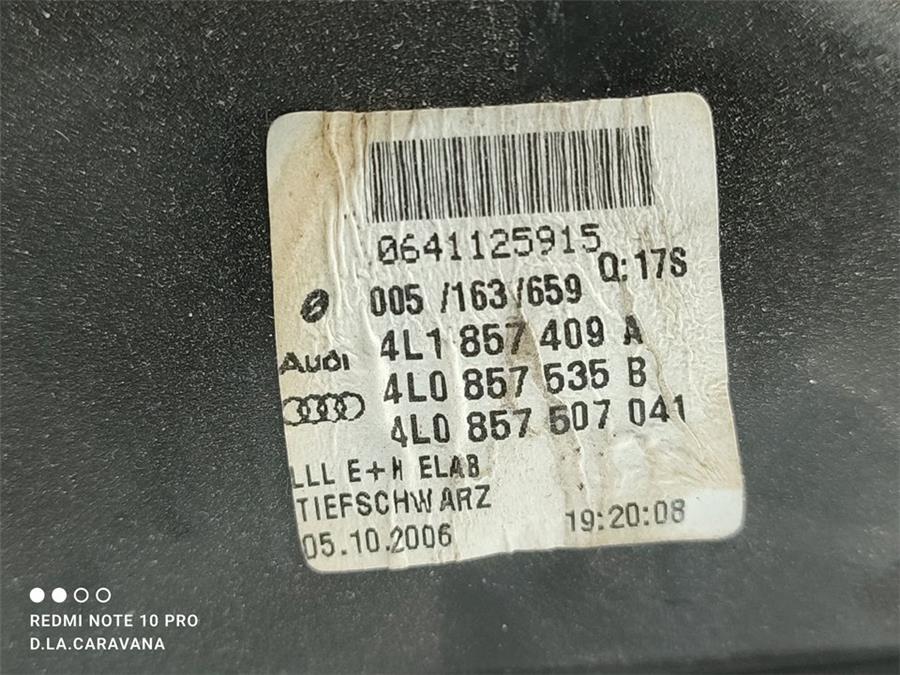 0641125915
005 /163/659 Q:17S
4L1 857 409 A
Audi 4L0 857 535 B
4L0 857 507 041
LLL E+H ELAB
TIEFSCHWARZ
05.10.2006 19:20:08
REDMI NOTE 10 PRO
D.LA.CARAVANA